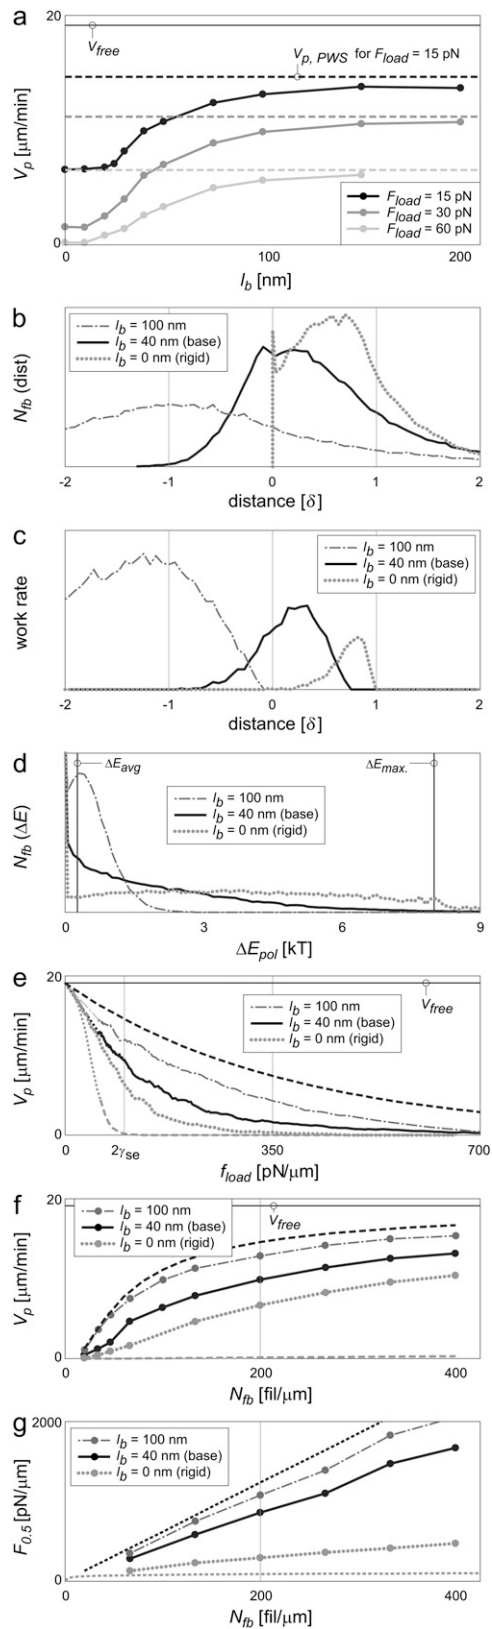 a
20
V_free
V_p, PWS for F_load = 15 pN
V_p [μm/min]
F_load = 15 pN
F_load = 30 pN
F_load = 60 pN
0
0 100 200
l_b [nm]
b
l_b = 100 nm
l_b = 40 nm (base)
l_b = 0 nm (rigid)
N_fb (dist)
-2 -1 0 1 2
distance [δ]
c
l_b = 100 nm
l_b = 40 nm (base)
l_b = 0 nm (rigid)
work rate
-2 -1 0 1 2
distance [δ]
d
ΔE_avg ΔE_max.
l_b = 100 nm
l_b = 40 nm (base)
l_b = 0 nm (rigid)
N_fb (ΔE)
0 3 6 9
ΔE_pol [kT]
e
20
l_b = 100 nm
l_b = 40 nm (base)
l_b = 0 nm (rigid)
V_free
V_p [μm/min]
0
0 2γ_se 350 700
f_load [pN/μm]
f
20
l_b = 100 nm
l_b = 40 nm (base)
l_b = 0 nm (rigid)
V_free
V_p [μm/min]
0
0 200 400
N_fb [fil/μm]
g
2000
l_b = 100 nm
l_b = 40 nm (base)
l_b = 0 nm (rigid)
F_0.5 [pN/μm]
0
0 200 400
N_fb [fil/μm]